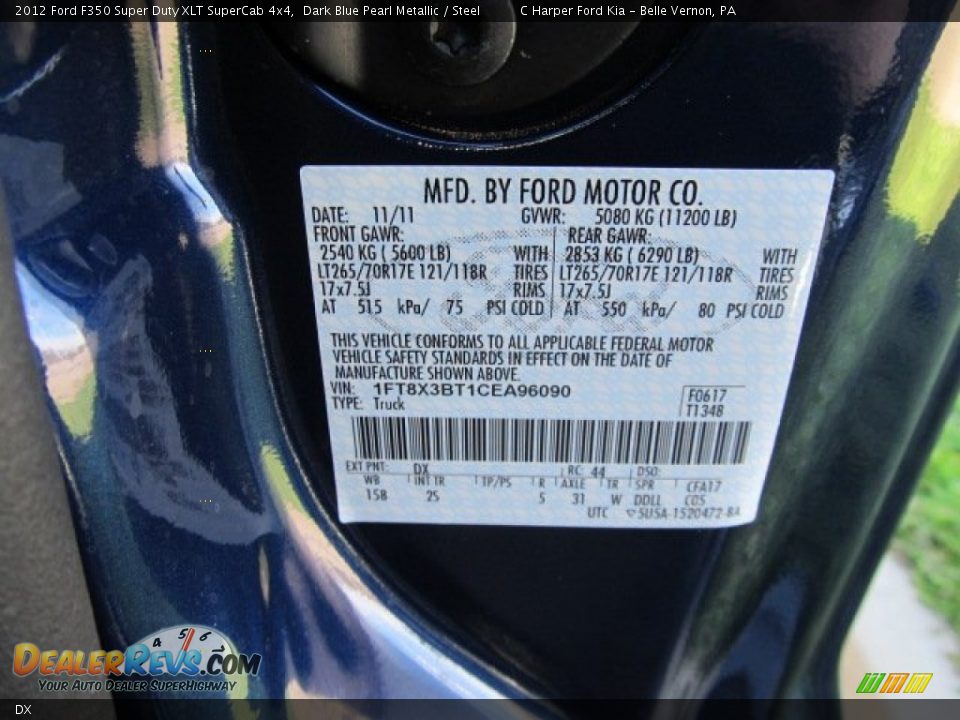 2012 Ford F350 Super Duty XLT SuperCab 4x4, Dark Blue Pearl Metallic / Steel C Harper Ford Kia - Belle Vernon, PA
MFD. BY FORD MOTOR CO.
DATE: 11/11 GVWR: 5080 KG (11200 LB)
FRONT GAWR: REAR GAWR:
2540 KG ( 5600 LB) WITH 2853 KG ( 6290 LB) WITH
LT265/70R17E 121/118R TIRES LT265/70R17E 121/118R TIRES
17x7.5J RIMS 17x7.5J RIMS
AT 515 kPa/ 75 PSI COLD AT 550 kPa/ 80 PSI COLD
THIS VEHICLE CONFORMS TO ALL APPLICABLE FEDERAL MOTOR
VEHICLE SAFETY STANDARDS IN EFFECT ON THE DATE OF
MANUFACTURE SHOWN ABOVE.
VIN: 1FT8X3BT1CEA96090 F0617
TYPE: Truck T1348
EXT PNT: DX RC: 44 DSO:
WB INT TR TP/PS R AXLE TR SPR CFA17
158 2S 5 31 W DDLL C05
UTC ▽5USA-1520472-BA
4 5 6
DealerRevs.com
Your Auto Dealer SuperHighway
DX